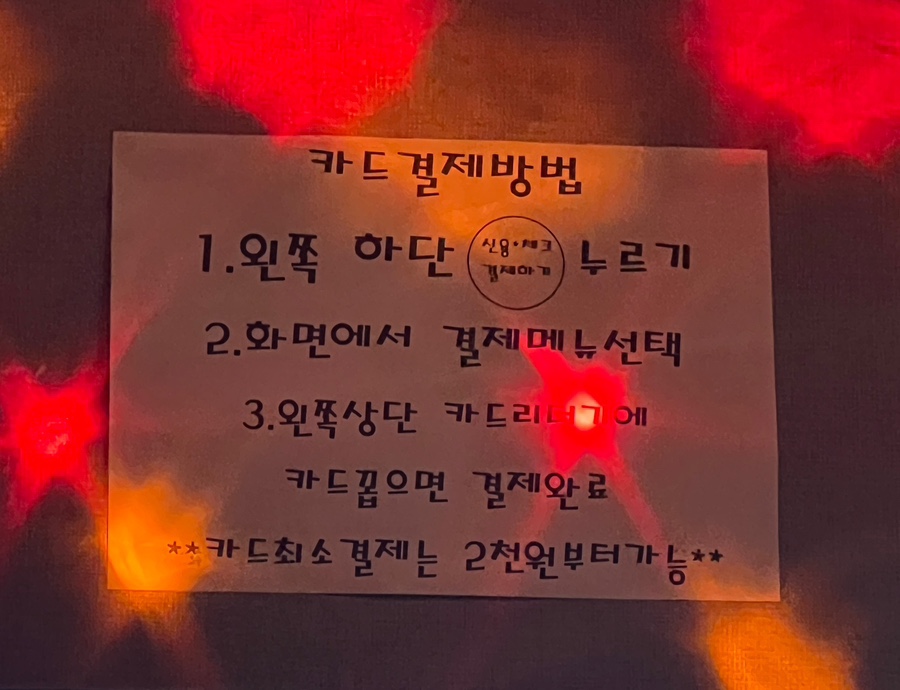 카드결제방법
1.왼쪽 하단 신용·체크 결제하기 누르기
2.화면에서 결제메뉴선택
3.왼쪽상단 카드리더기에
카드꼽으면 결제완료
**카드최소결제는 2천원부터가능**